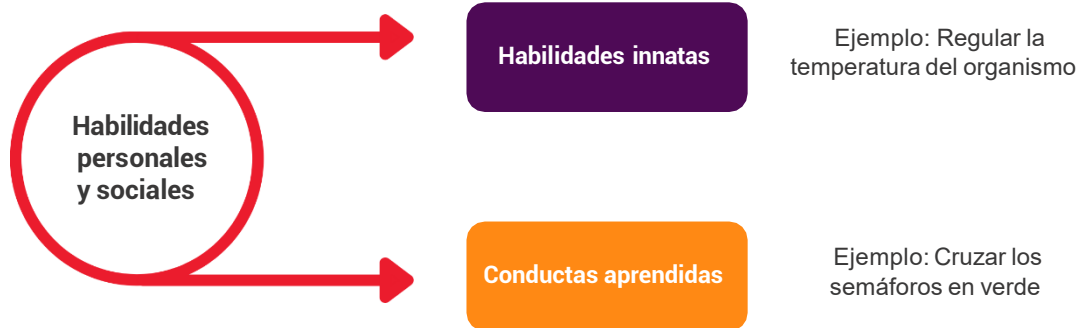 Habilidades
personales
y sociales
Habilidades innatas
Ejemplo: Regular la
temperatura del organismo
Conductas aprendidas
Ejemplo: Cruzar los
semáforos en verde